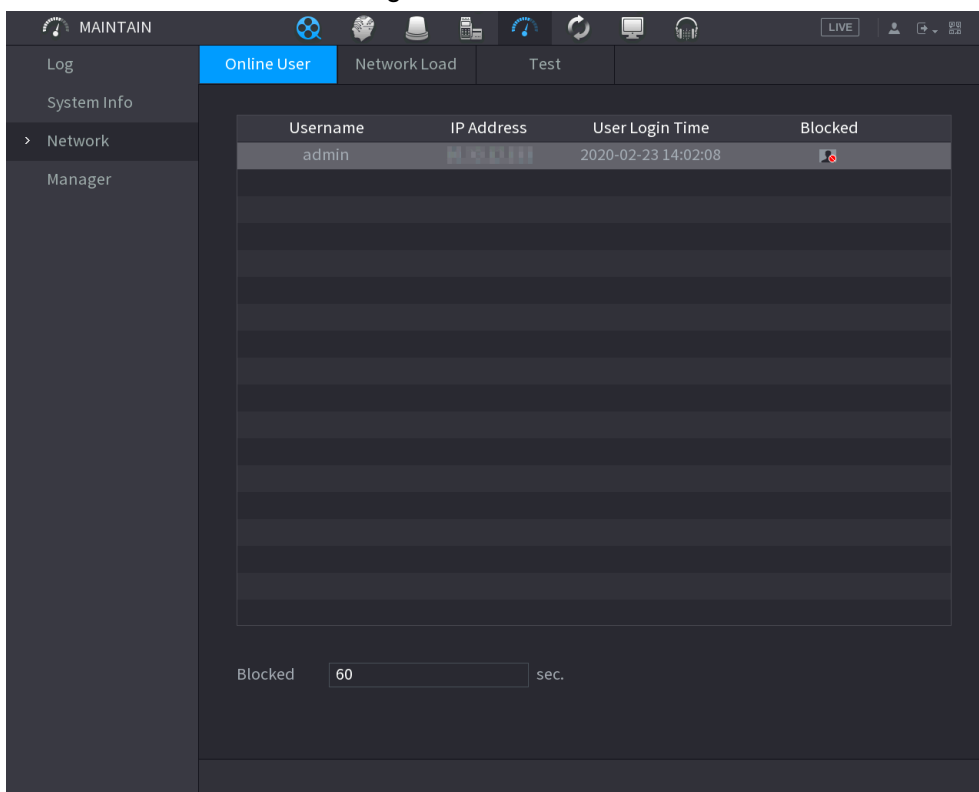 MAINTAIN LIVE
Log Online User Network Load Test
System Info
Username IP Address User Login Time Blocked
Network
admin 2020-02-23 14:02:08
Manager
Blocked 60 sec.